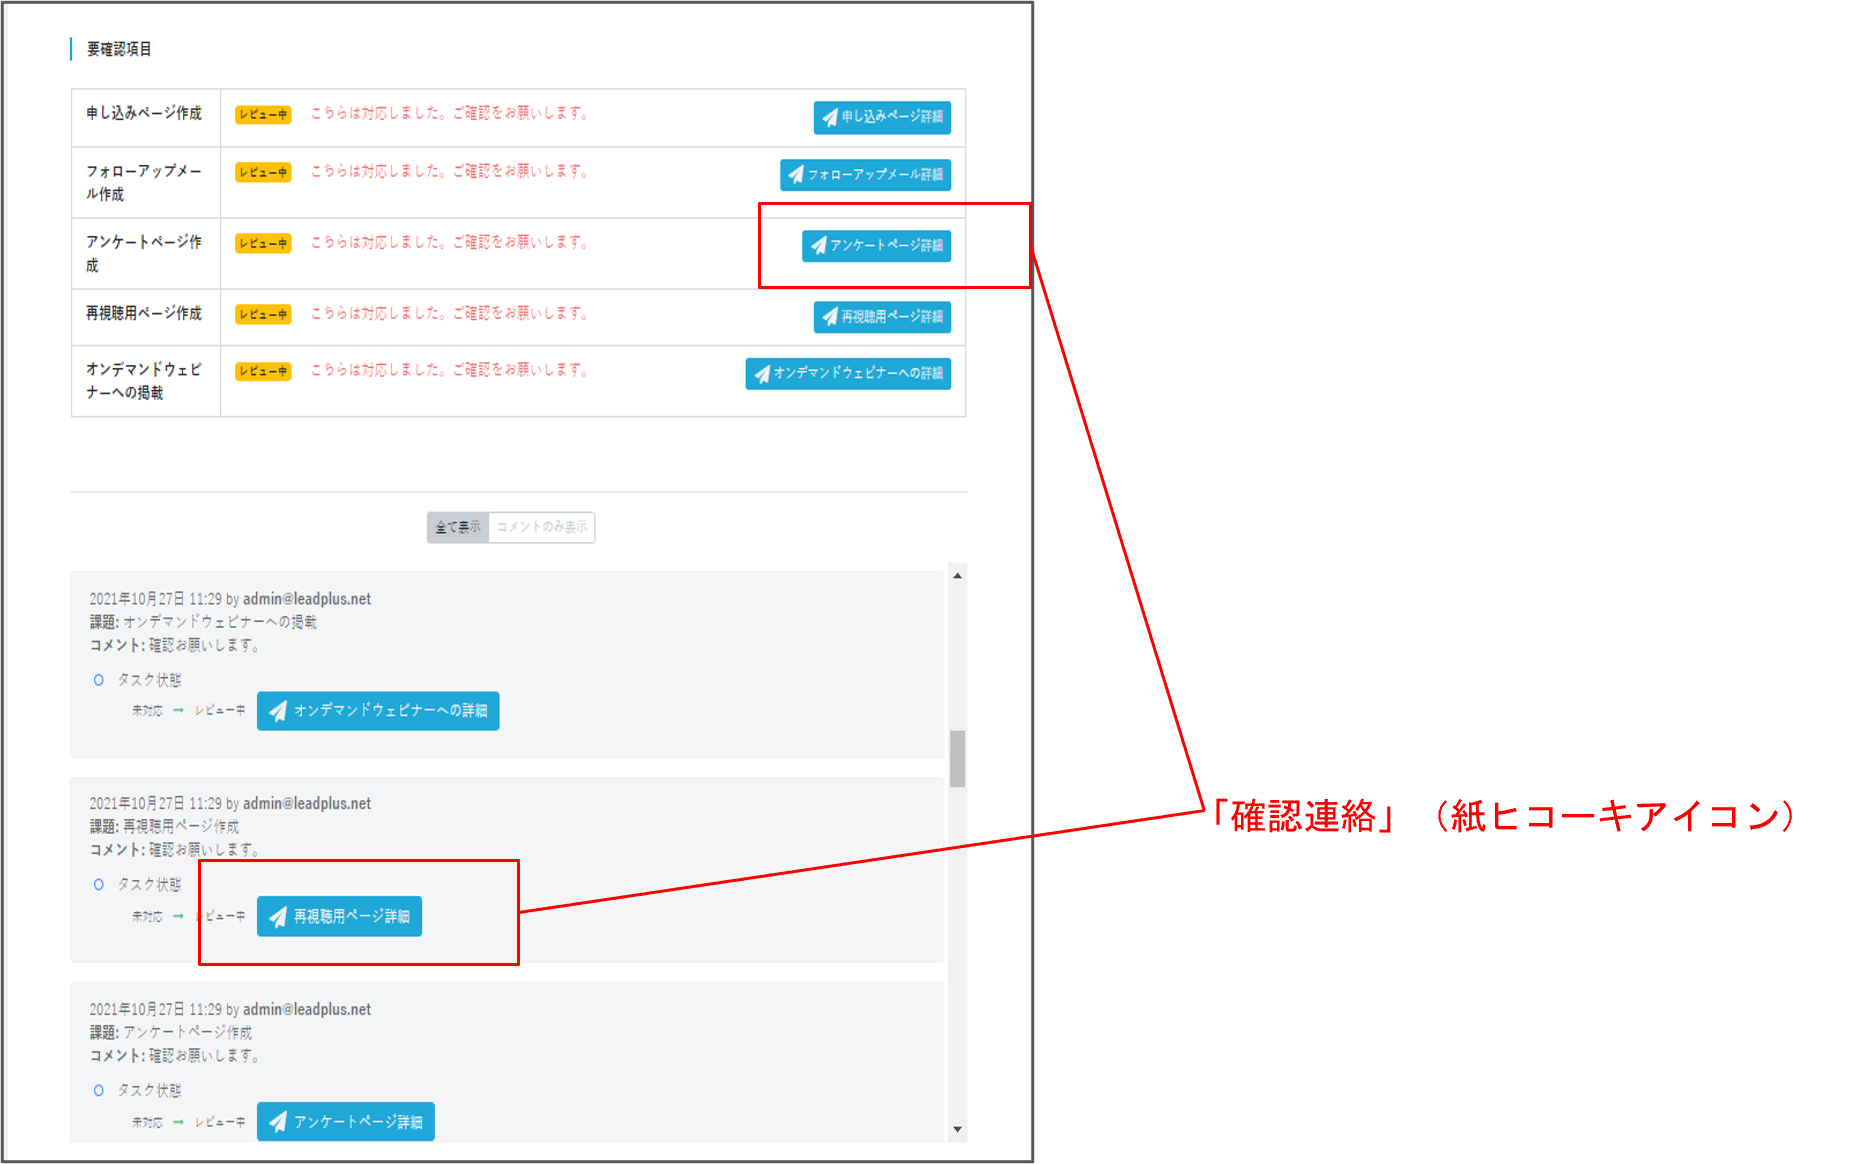 要確認項目
申し込みページ作成 レビュー中 こちらは対応しました。ご確認をお願いします。 申し込みページ詳細
フォローアップメー
ル作成 レビュー中 こちらは対応しました。ご確認をお願いします。 フォローアップメール詳細
アンケートページ作
成 レビュー中 こちらは対応しました。ご確認をお願いします。 アンケートページ詳細
再視聴用ページ作成 レビュー中 こちらは対応しました。ご確認をお願いします。 再視聴用ページ詳細
オンデマンドウェビ
ナーへの掲載 レビュー中 こちらは対応しました。ご確認をお願いします。 オンデマンドウェビナーへの詳細
全て表示 コメントのみ表示
2021年10月27日 11:29 by admin@leadplus.net
課題: オンデマンドウェビナーへの掲載
コメント: 確認お願いします。
タスク状態
未対応 → レビュー中 オンデマンドウェビナーへの詳細
2021年10月27日 11:29 by admin@leadplus.net
課題: 再視聴用ページ作成
コメント: 確認お願いします。
タスク状態
未対応 → レビュー中 再視聴用ページ詳細
2021年10月27日 11:29 by admin@leadplus.net
課題: アンケートページ作成
コメント: 確認お願いします。
タスク状態
未対応 → レビュー中 アンケートページ詳細
「確認連絡」（紙ヒコーキアイコン）